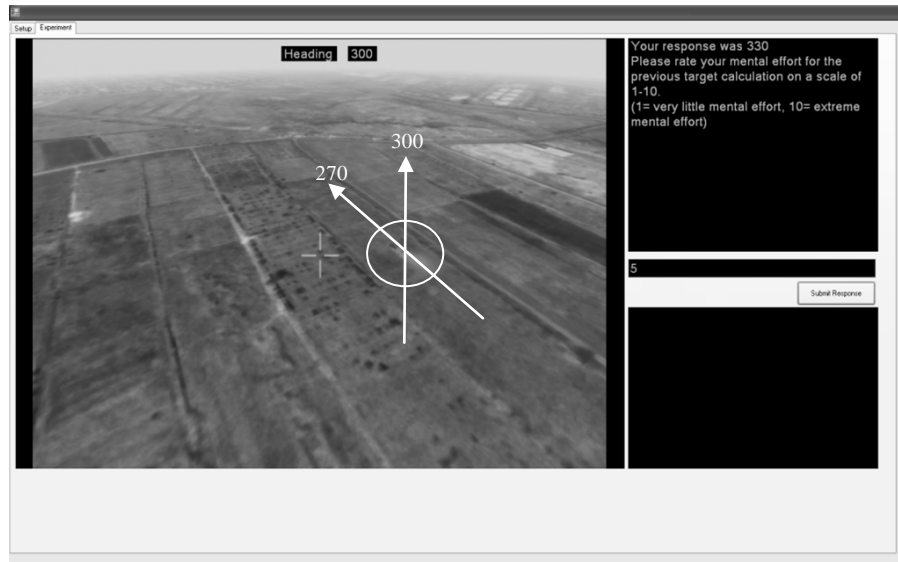 Setup Experiment
Heading 300
300
270
Your response was 330
Please rate your mental effort for the
previous target calculation on a scale of
1-10.
(1= very little mental effort, 10= extreme
mental effort)
5
Submit Response